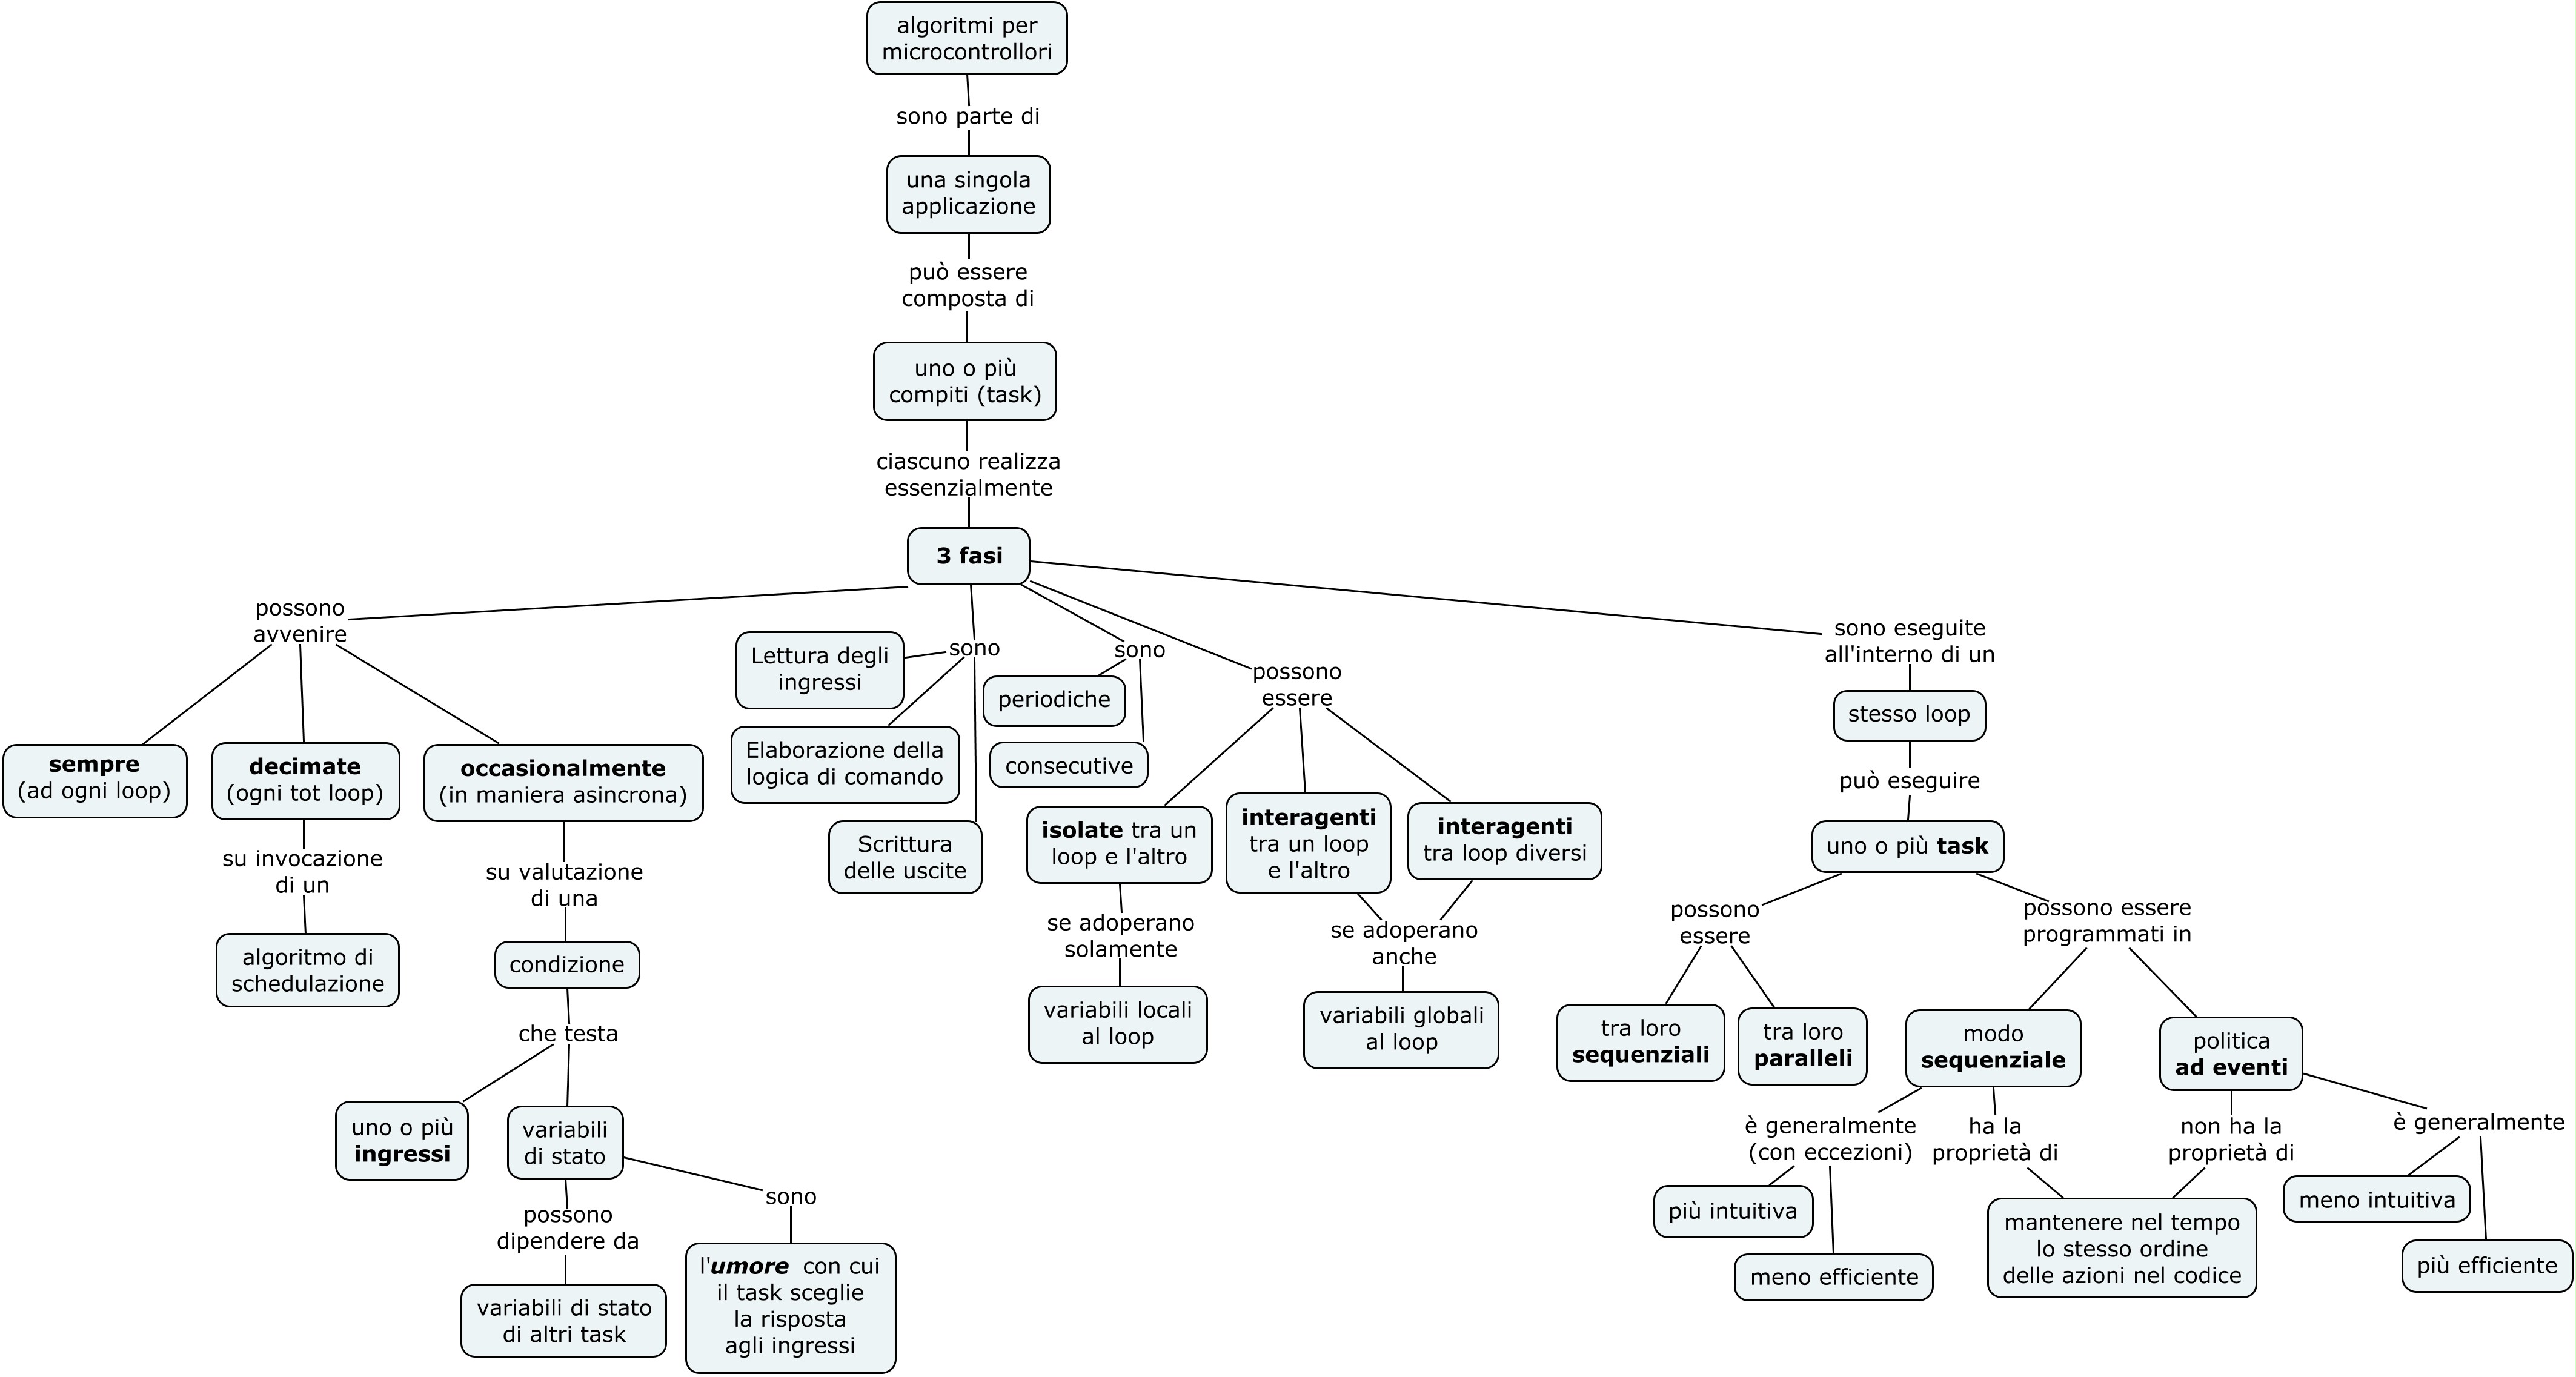 algoritmi per
microcontrollori
sono parte di
una singola
applicazione
può essere
composta di
uno o più
compiti (task)
ciascuno realizza
essenzialmente
3 fasi
possono
avvenire
sempre
(ad ogni loop)
decimate
(ogni tot loop)
su invocazione
di un
algoritmo di
schedulazione
occasionalmente
(in maniera asincrona)
su valutazione
di una
condizione
che testa
uno o più
ingressi
variabili
di stato
possono
dipendere da
variabili di stato
di altri task
sono
l'umore con cui
il task sceglie
la risposta
agli ingressi
sono
Lettura degli
ingressi
Elaborazione della
logica di comando
Scrittura
delle uscite
sono
periodiche
consecutive
possono
essere
isolate tra un
loop e l'altro
se adoperano
solamente
variabili locali
al loop
interagenti
tra un loop
e l'altro
interagenti
tra loop diversi
se adoperano
anche
variabili globali
al loop
sono eseguite
all'interno di un
stesso loop
può eseguire
uno o più task
possono
essere
tra loro
sequenziali
tra loro
paralleli
possono essere
programmati in
modo
sequenziale
è generalmente
(con eccezioni)
più intuitiva
meno efficiente
ha la
proprietà di
mantenere nel tempo
lo stesso ordine
delle azioni nel codice
politica
ad eventi
non ha la
proprietà di
è generalmente
meno intuitiva
più efficiente